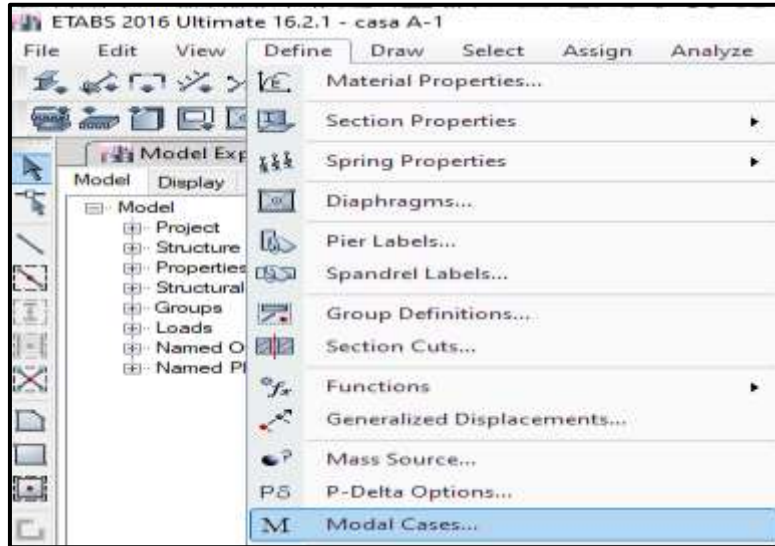 ETABS 2016 Ultimate 16.2.1 - casa A-1
File Edit View Define Draw Select Assign Analyze
Material Properties...
Section Properties
Model Exp
Spring Properties
Model Display
Model
Diaphragms...
Project
Structure
Pier Labels...
Properties
Spandrel Labels...
Structural
Groups
Group Definitions...
Loads
Named O
Section Cuts...
Named Pl
Functions
Generalized Displacements...
Mass Source...
P-Delta Options...
Modal Cases...